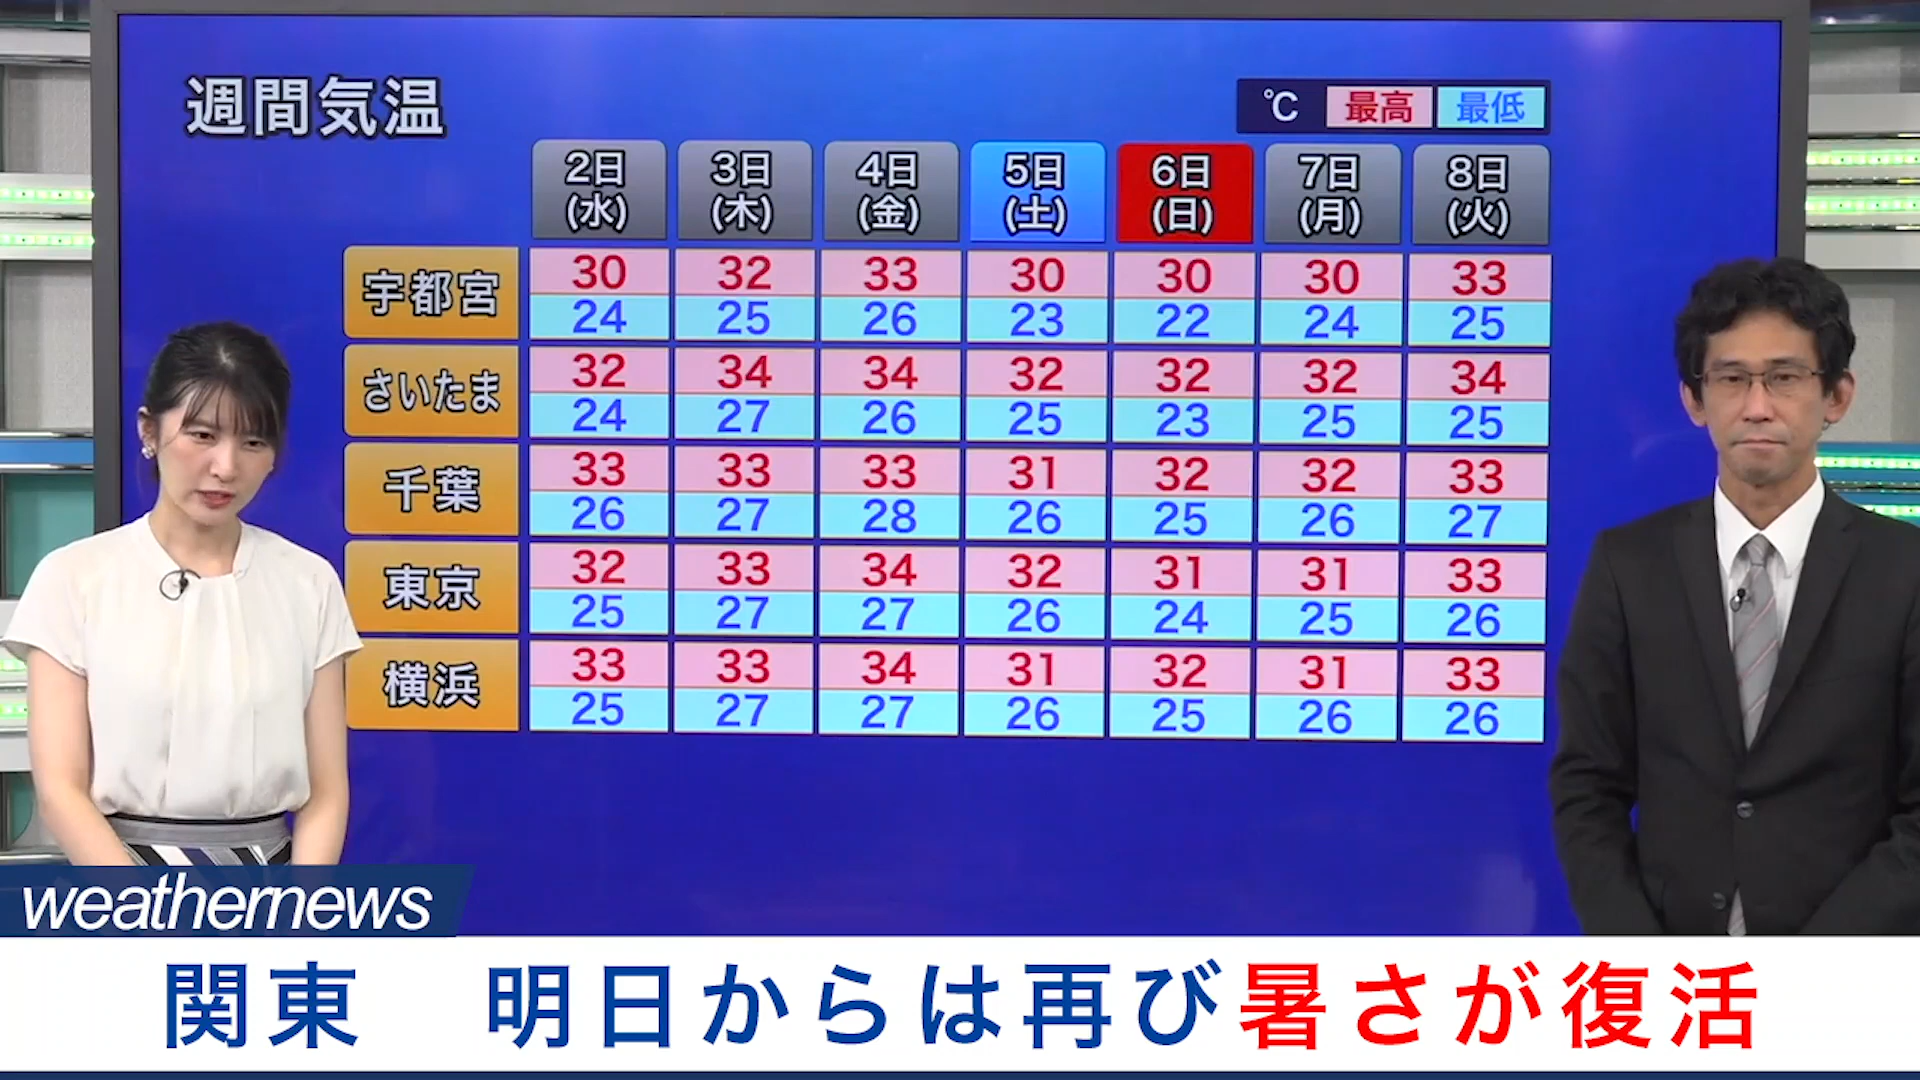 週間気温
℃ 最高 最低
2日 3日 4日 5日 6日 7日 8日
(水) (木) (金) (土) (日) (月) (火)
宇都宮 30 32 33 30 30 30 33
24 25 26 23 22 24 25
さいたま 32 34 34 32 32 32 34
24 27 26 25 23 25 25
千葉 33 33 33 31 32 32 33
26 27 28 26 25 26 27
東京 32 33 34 32 31 31 33
25 27 27 26 24 25 26
横浜 33 33 34 31 32 31 33
25 27 27 26 25 26 26
weathernews
関東 明日からは再び暑さが復活